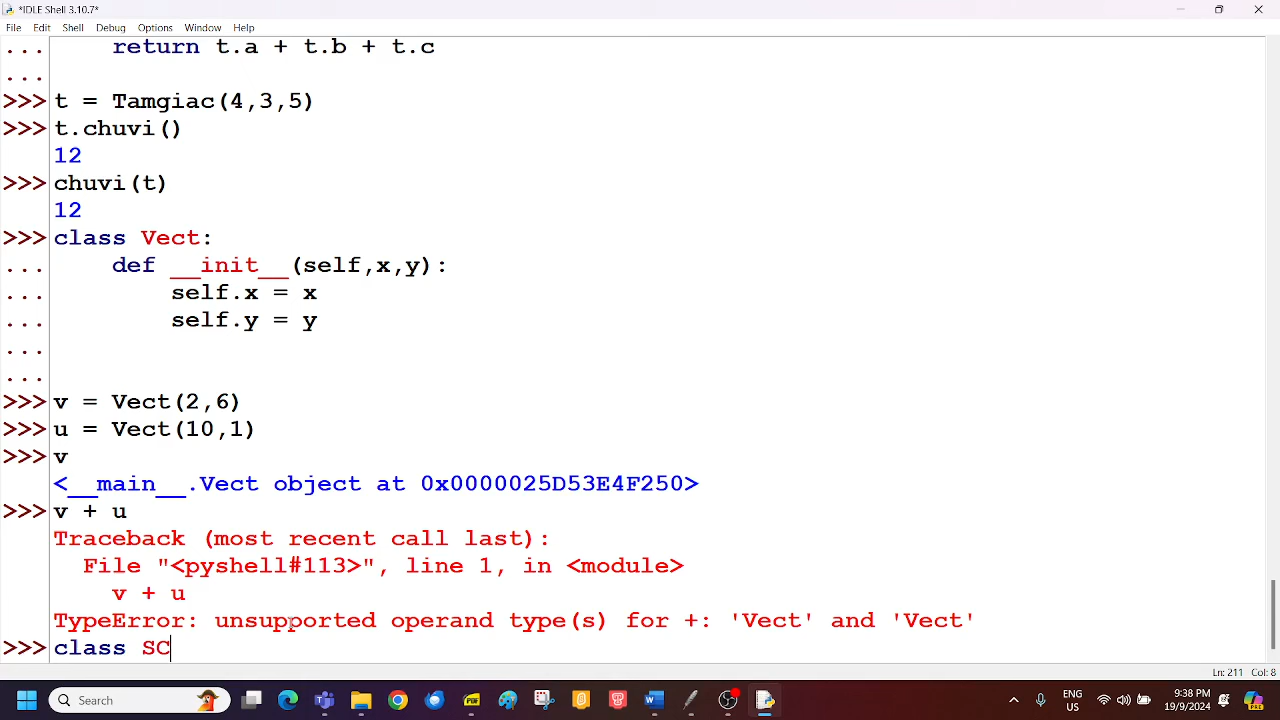 *IDLE Shell 3.10.7*
File Edit Shell Debug Options Window Help
...     return t.a + t.b + t.c
...
>>> t = Tamgiac(4,3,5)
>>> t.chuvi()
12
>>> chuvi(t)
12
>>> class Vect:
...     def __init__(self,x,y):
...         self.x = x
...         self.y = y
...
...
>>> v = Vect(2,6)
>>> u = Vect(10,1)
>>> v
<__main__.Vect object at 0x0000025D53E4F250>
>>> v + u
Traceback (most recent call last):
  File "<pyshell#113>", line 1, in <module>
    v + u
TypeError: unsupported operand type(s) for +: 'Vect' and 'Vect'
>>> class SC
Ln: 211 Col: 8
Search
ENG
US
9:38 PM
19/9/2024